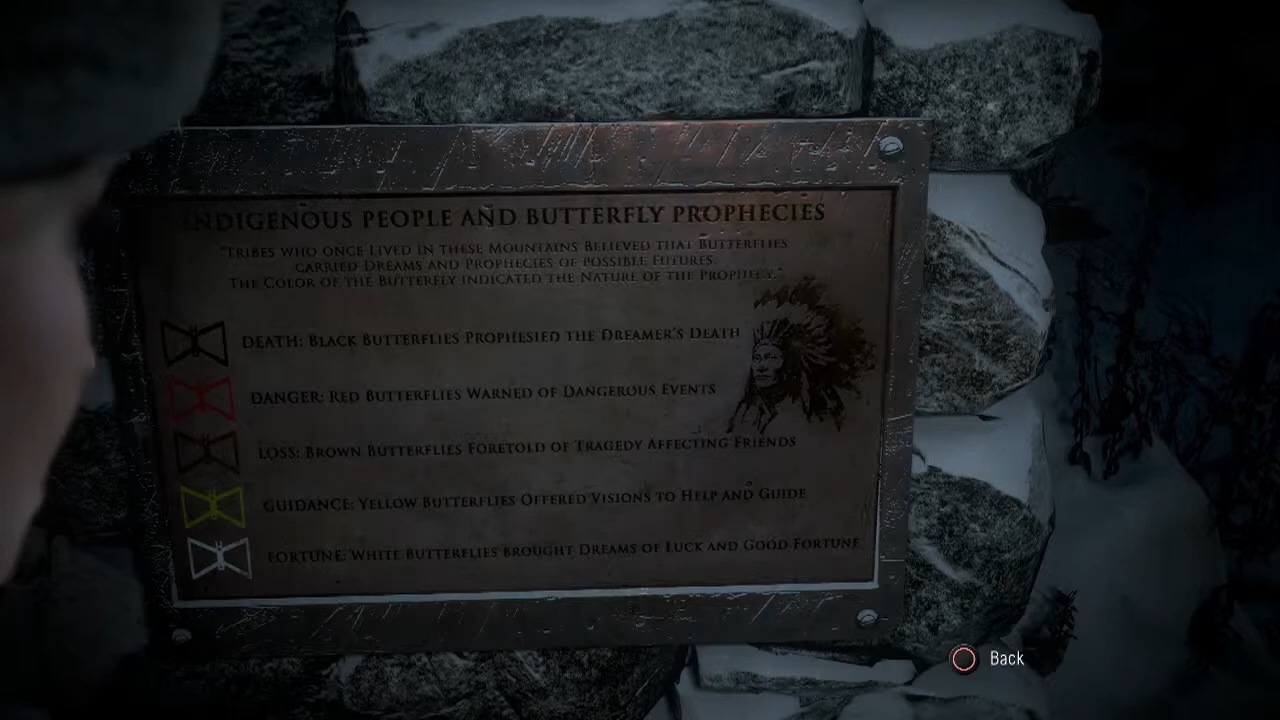 INDIGENOUS PEOPLE AND BUTTERFLY PROPHECIES
"TRIBES WHO ONCE LIVED IN THESE MOUNTAINS BELIEVED THAT BUTTERFLIES
CARRIED DREAMS AND PROPHECIES OF POSSIBLE FUTURES.
THE COLOR OF THE BUTTERFLY INDICATED THE NATURE OF THE PROPHECY."
DEATH: BLACK BUTTERFLIES PROPHESIED THE DREAMER'S DEATH
DANGER: RED BUTTERFLIES WARNED OF DANGEROUS EVENTS
LOSS: BROWN BUTTERFLIES FORETOLD OF TRAGEDY AFFECTING FRIENDS
GUIDANCE: YELLOW BUTTERFLIES OFFERED VISIONS TO HELP AND GUIDE
FORTUNE: WHITE BUTTERFLIES BROUGHT DREAMS OF LUCK AND GOOD FORTUNE
Back